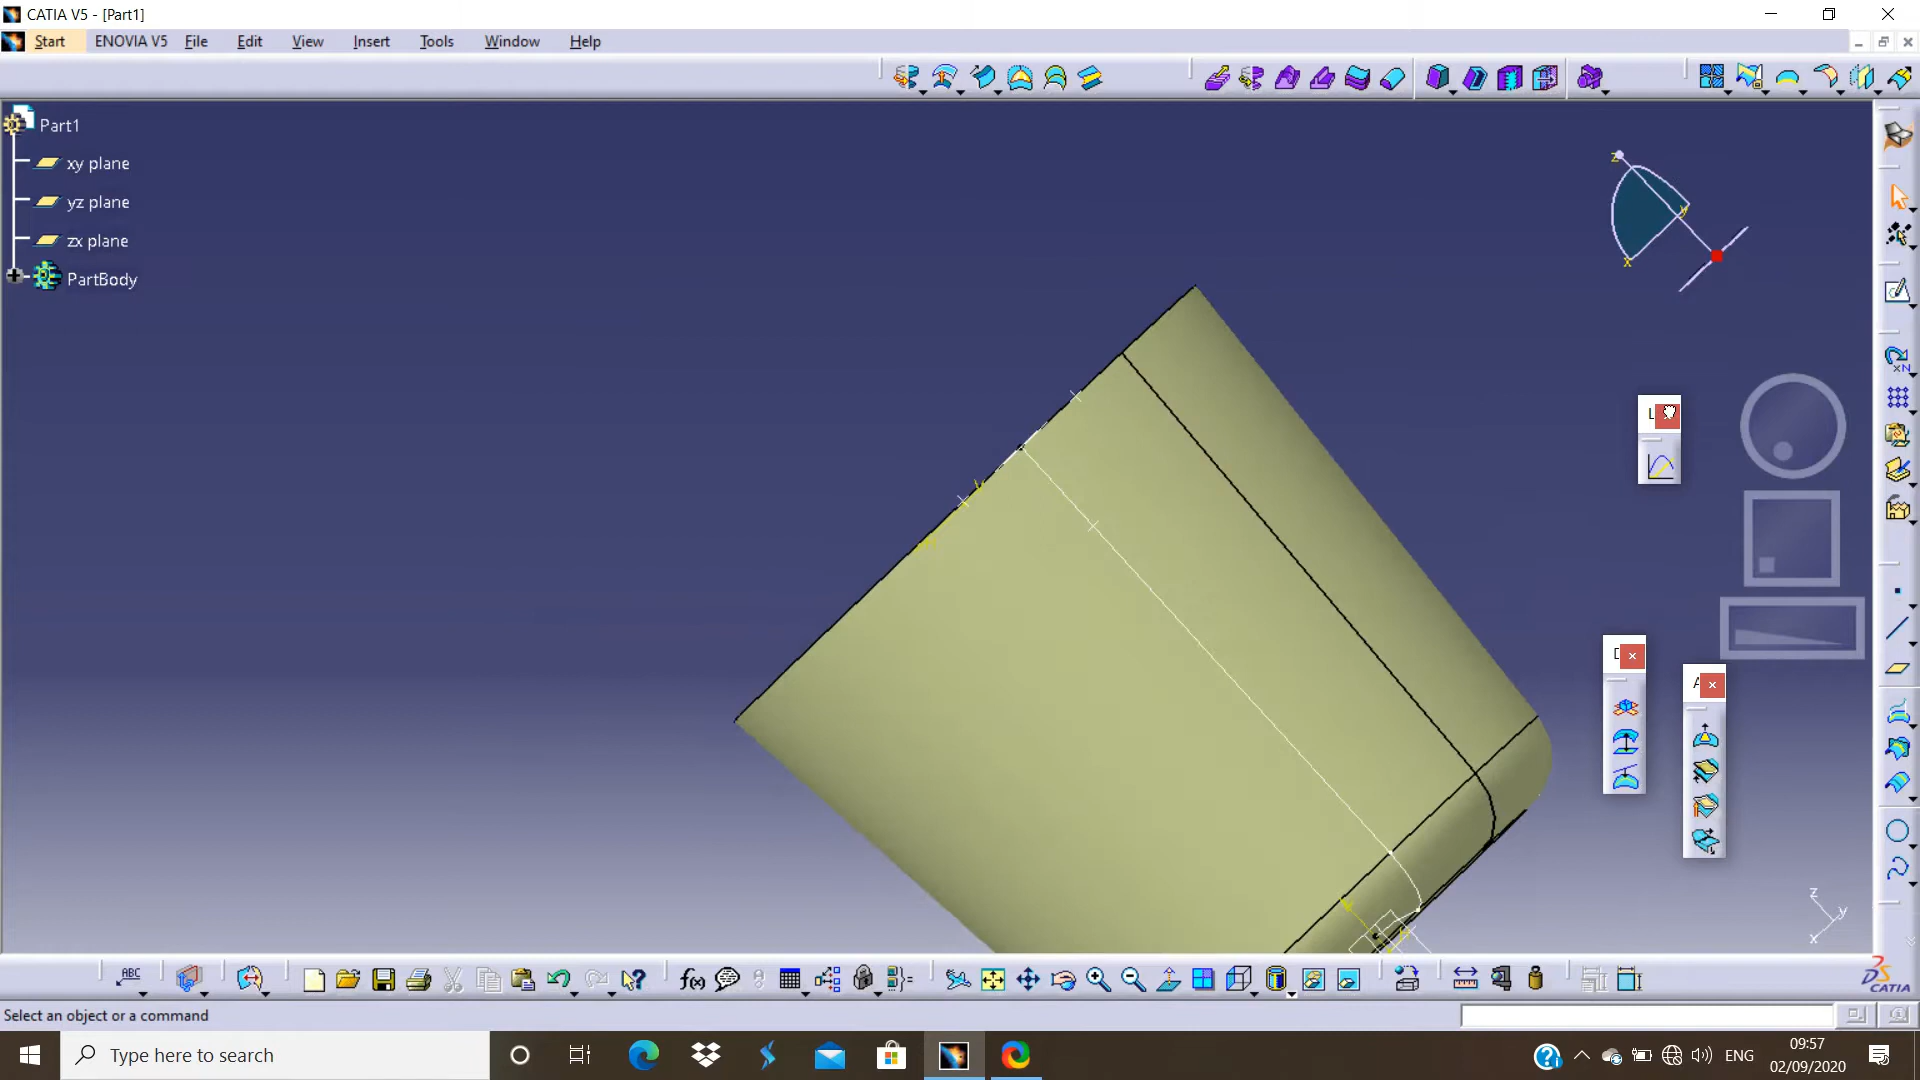 CATIA V5 - [Part1]
Start ENOVIA V5 File Edit View Insert Tools Window Help
Part1
xy plane
yz plane
zx plane
PartBody
z
y
x
L
D
A
z
y
x
ABC
f(x)
CATIA
Select an object or a command
Type here to search
ENG
09:57
02/09/2020